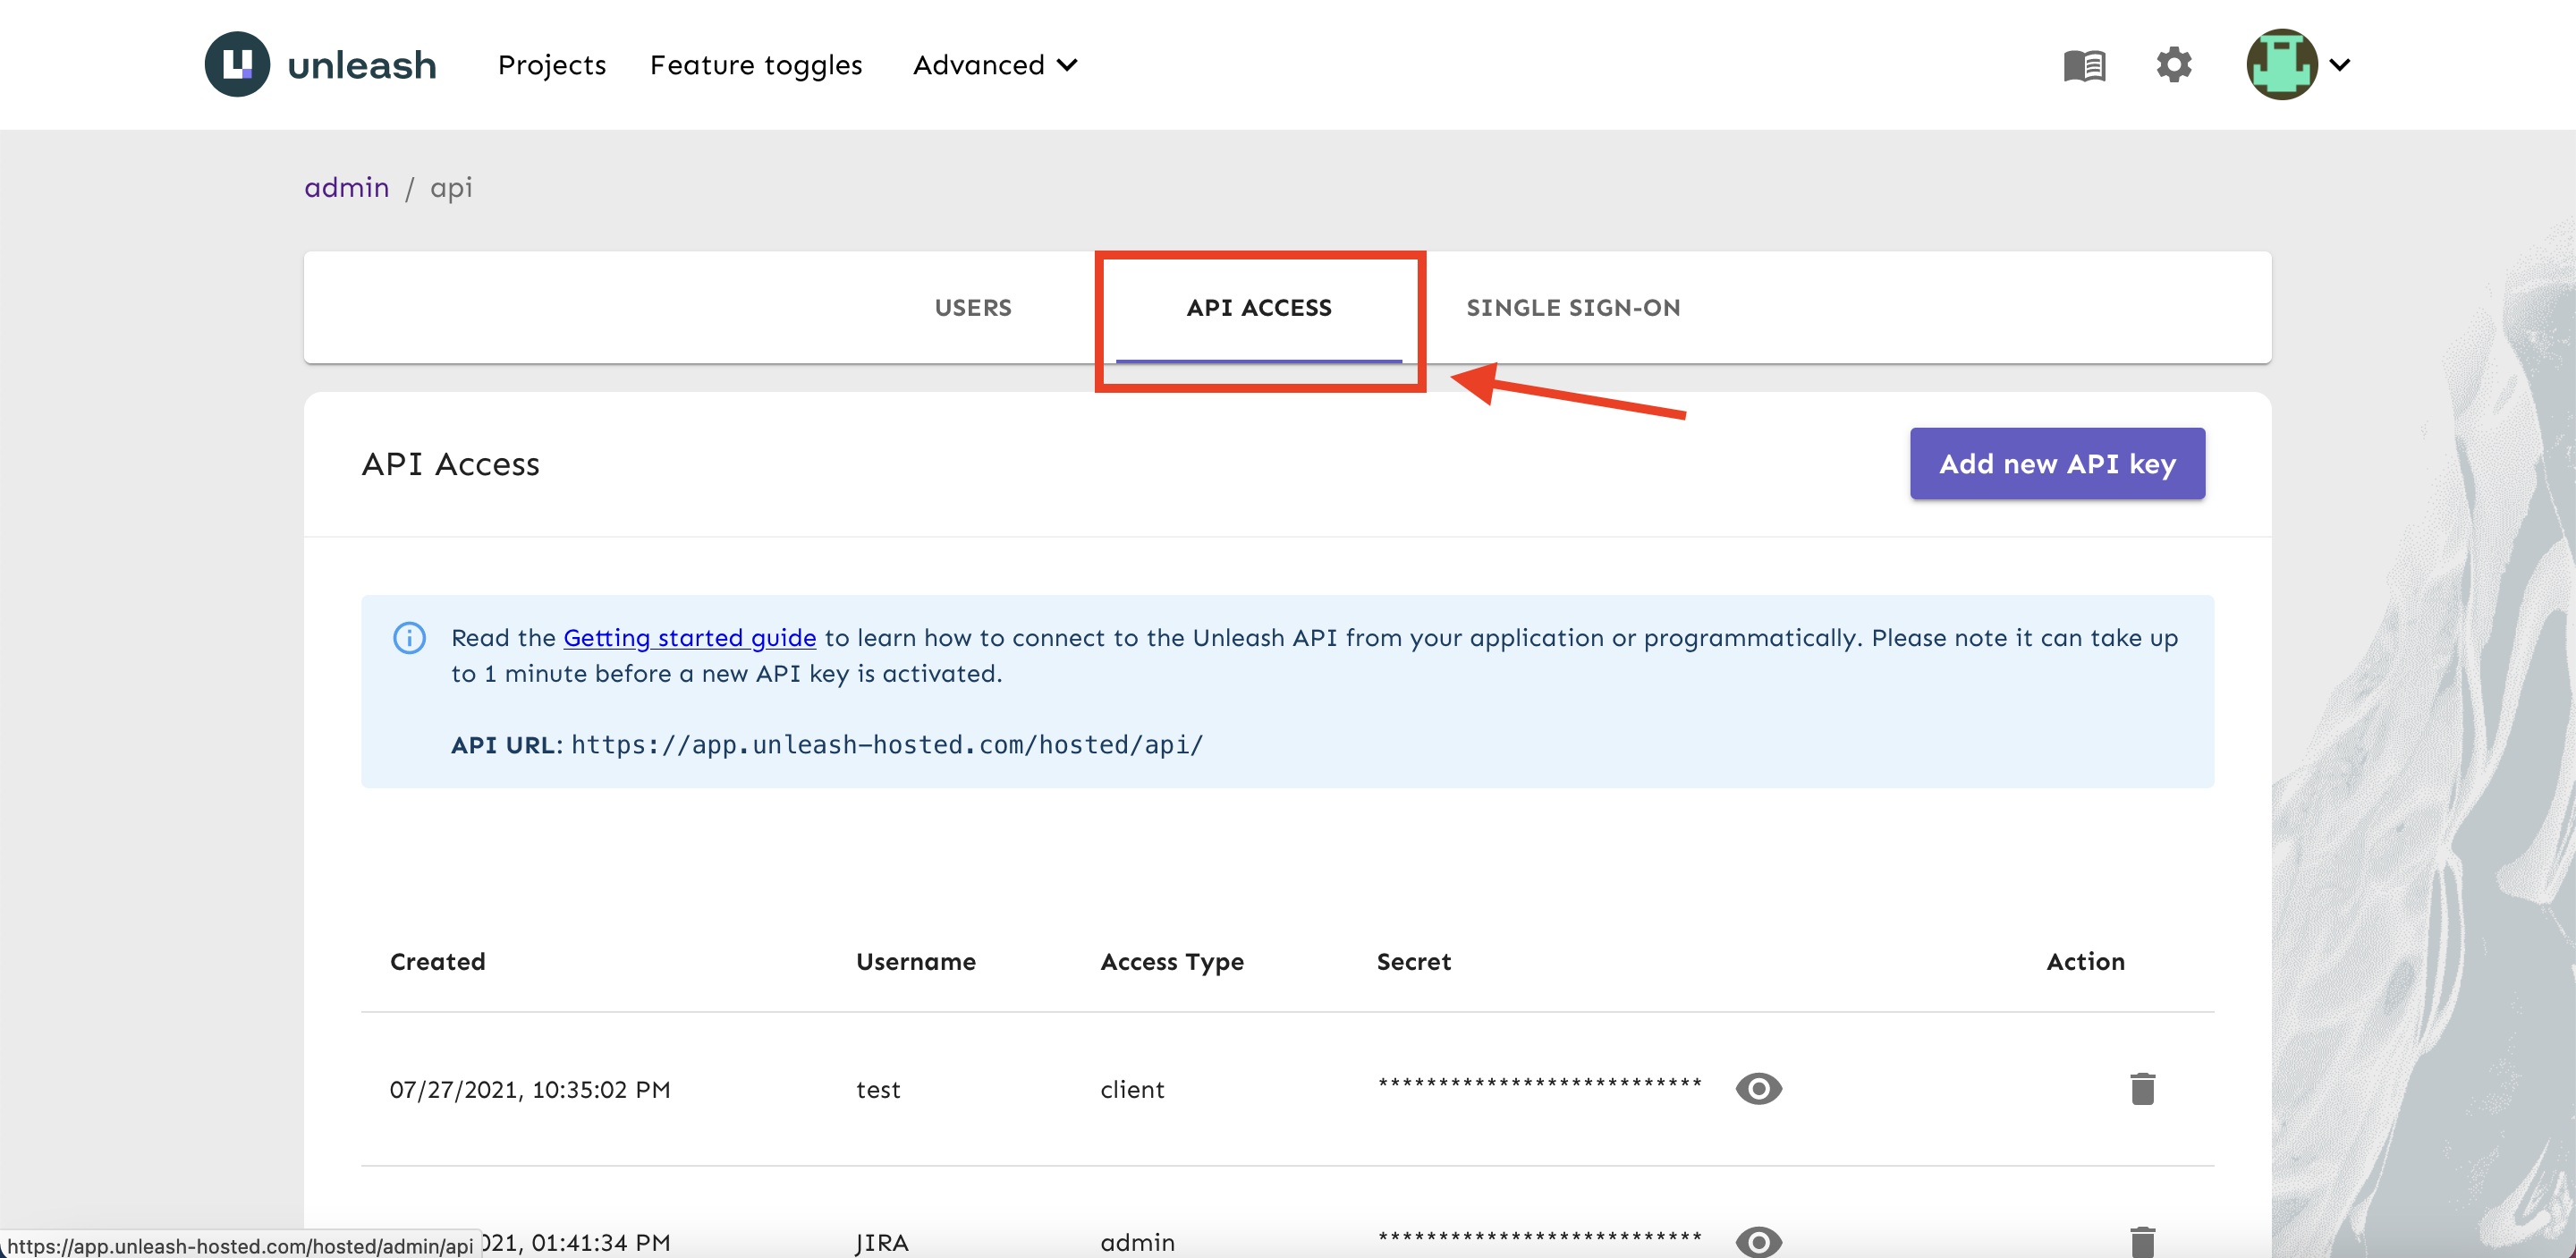 unleash Projects Feature toggles Advanced
admin / api
USERS API ACCESS SINGLE SIGN-ON
API Access Add new API key
Read the Getting started guide to learn how to connect to the Unleash API from your application or programmatically. Please note it can take up
to 1 minute before a new API key is activated.
API URL: https://app.unleash-hosted.com/hosted/api/
Created Username Access Type Secret Action
07/27/2021, 10:35:02 PM test client ***************************
021, 01:41:34 PM JIRA admin ***************************
https://app.unleash-hosted.com/hosted/admin/api